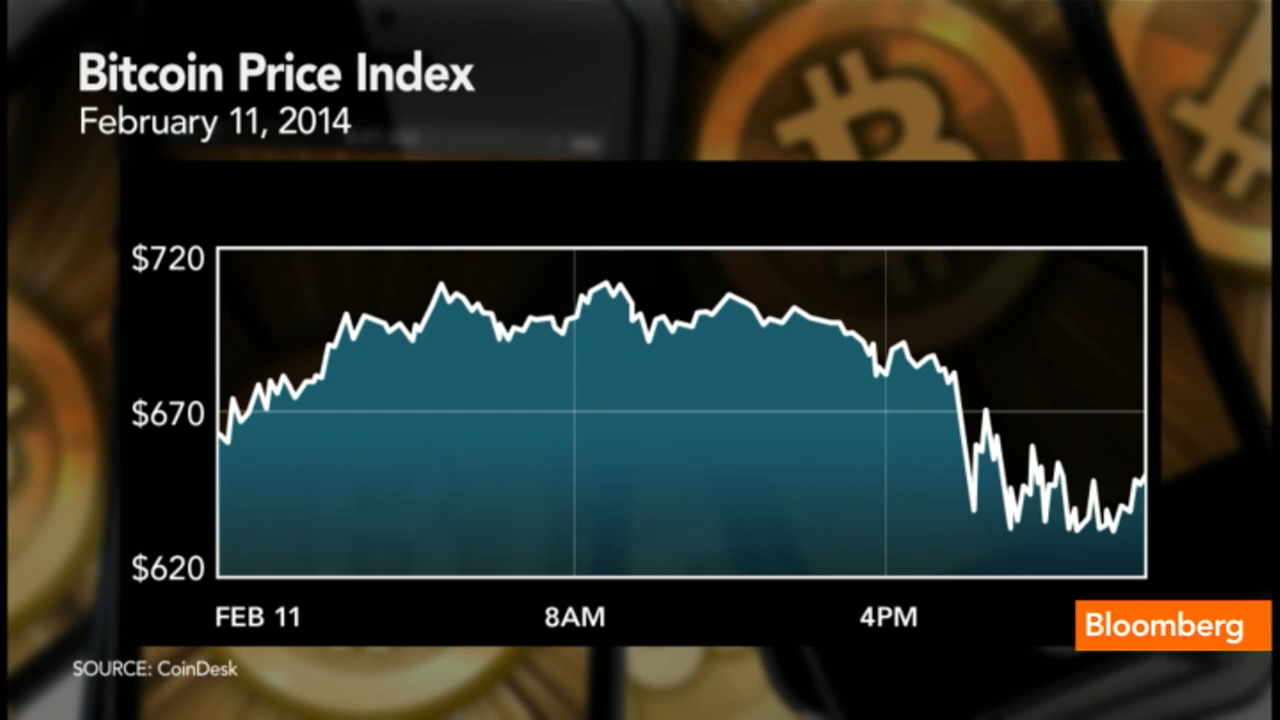 Bitcoin Price Index
February 11, 2014
$720
$670
$620
FEB 11 8AM 4PM
Bloomberg
SOURCE: CoinDesk